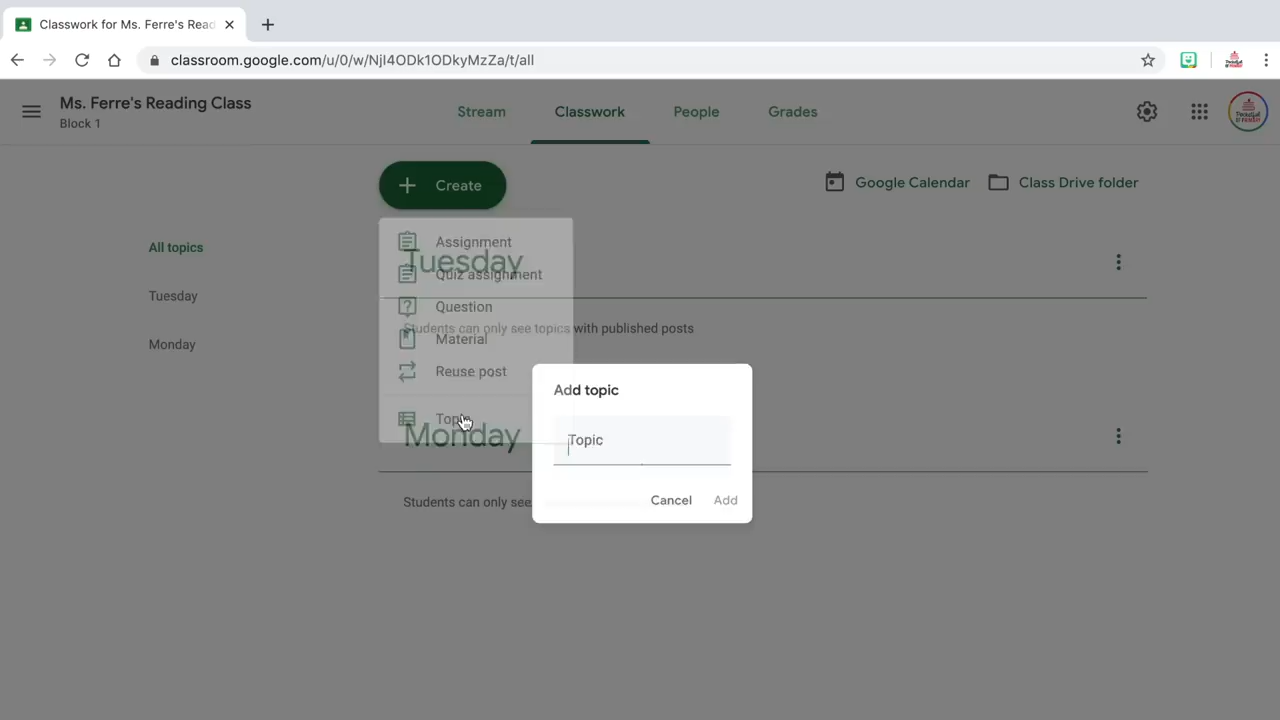 Classwork for Ms. Ferre's Read
classroom.google.com/u/0/w/NjI4ODk1ODkyMzZa/t/all
Ms. Ferre's Reading Class
Block 1
Stream
Classwork
People
Grades
Create
Google Calendar
Class Drive folder
All topics
Tuesday
Monday
Assignment
Tuesday
Quiz assignment
Question
Students can only see topics with published posts
Material
Reuse post
Topic
Monday
Students can only see
Add topic
Topic
Cancel
Add